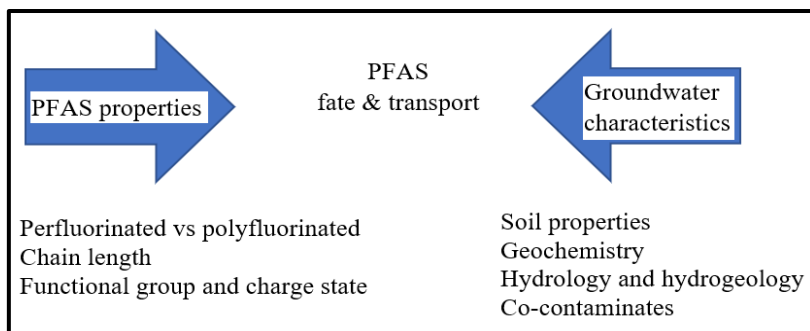 PFAS properties
PFAS
fate & transport
Groundwater
characteristics
Perfluorinated vs polyfluorinated
Chain length
Functional group and charge state
Soil properties
Geochemistry
Hydrology and hydrogeology
Co-contaminates